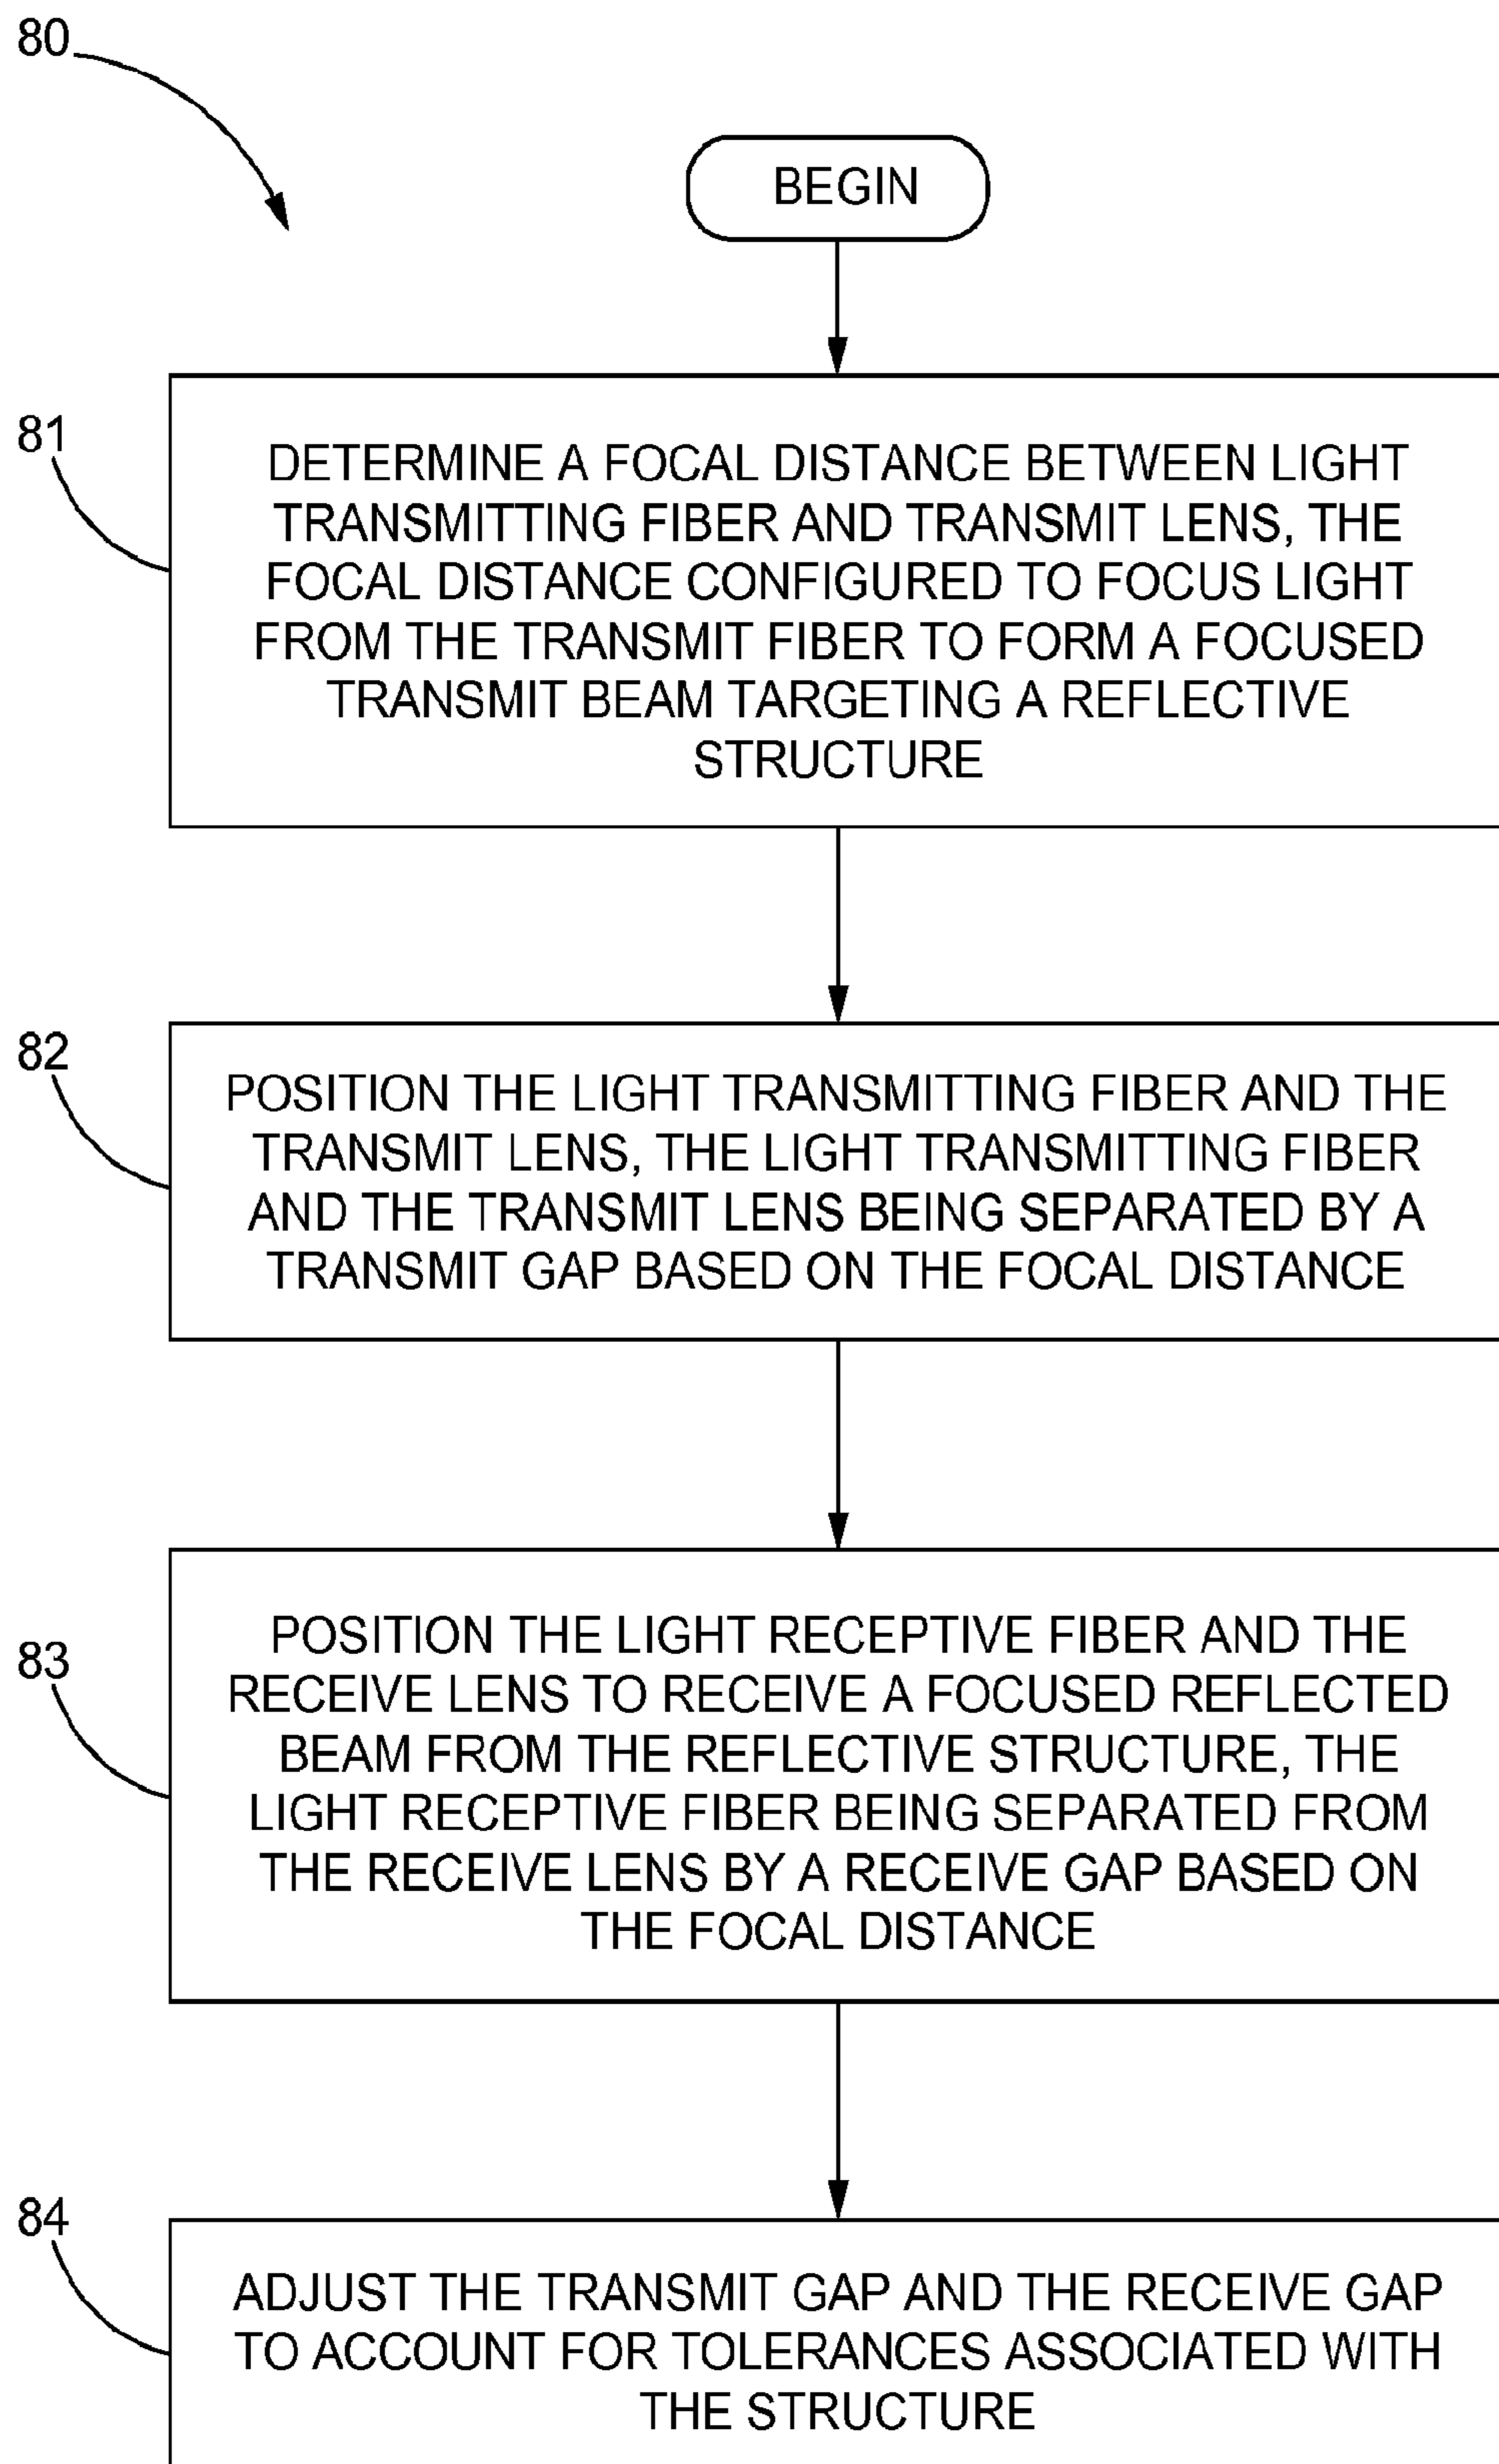 80
BEGIN
81
DETERMINE A FOCAL DISTANCE BETWEEN LIGHT
TRANSMITTING FIBER AND TRANSMIT LENS, THE
FOCAL DISTANCE CONFIGURED TO FOCUS LIGHT
FROM THE TRANSMIT FIBER TO FORM A FOCUSED
TRANSMIT BEAM TARGETING A REFLECTIVE
STRUCTURE
82
POSITION THE LIGHT TRANSMITTING FIBER AND THE
TRANSMIT LENS, THE LIGHT TRANSMITTING FIBER
AND THE TRANSMIT LENS BEING SEPARATED BY A
TRANSMIT GAP BASED ON THE FOCAL DISTANCE
83
POSITION THE LIGHT RECEPTIVE FIBER AND THE
RECEIVE LENS TO RECEIVE A FOCUSED REFLECTED
BEAM FROM THE REFLECTIVE STRUCTURE, THE
LIGHT RECEPTIVE FIBER BEING SEPARATED FROM
THE RECEIVE LENS BY A RECEIVE GAP BASED ON
THE FOCAL DISTANCE
84
ADJUST THE TRANSMIT GAP AND THE RECEIVE GAP
TO ACCOUNT FOR TOLERANCES ASSOCIATED WITH
THE STRUCTURE